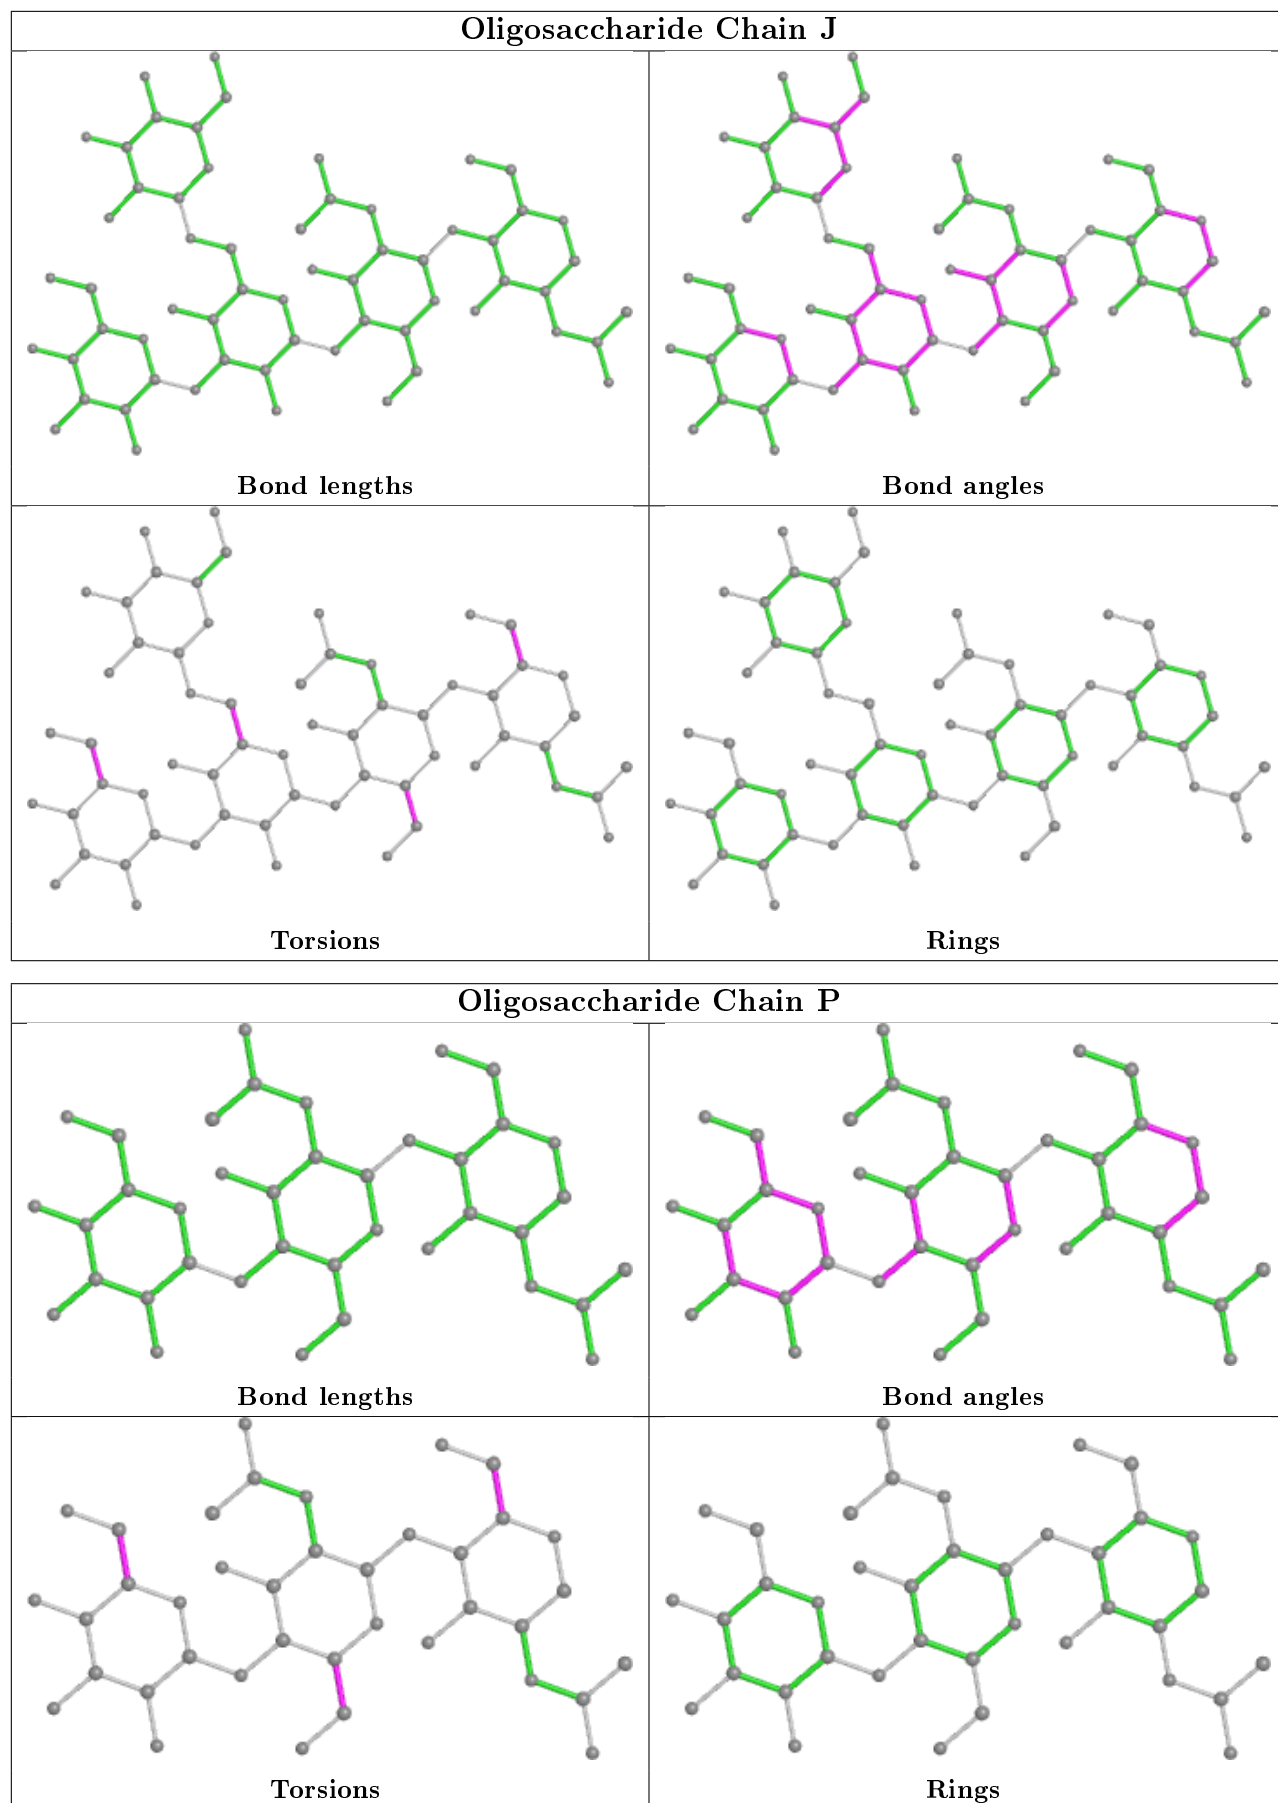 Oligosaccharide Chain J
Bond lengths
Bond angles
Torsions
Rings
Oligosaccharide Chain P
Bond lengths
Bond angles
Torsions
Rings